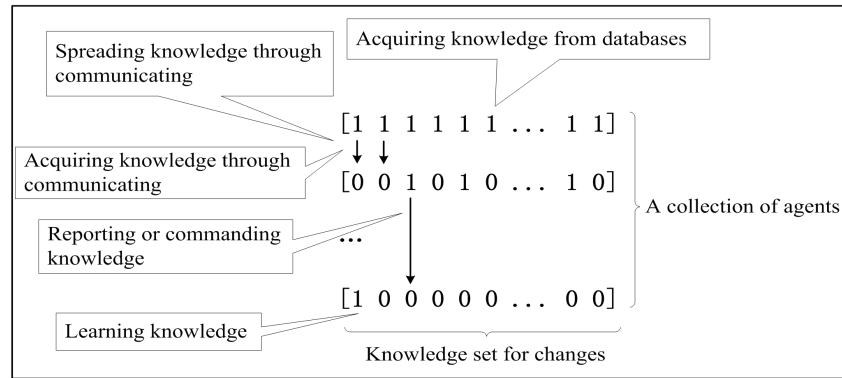 Spreading knowledge through
communicating
Acquiring knowledge from databases
[1 1 1 1 1 1 ... 1 1]
Acquiring knowledge through
communicating
[0 0 1 0 1 0 ... 1 0]
A collection of agents
Reporting or commanding
knowledge
...
[1 0 0 0 0 0 ... 0 0]
Learning knowledge
Knowledge set for changes